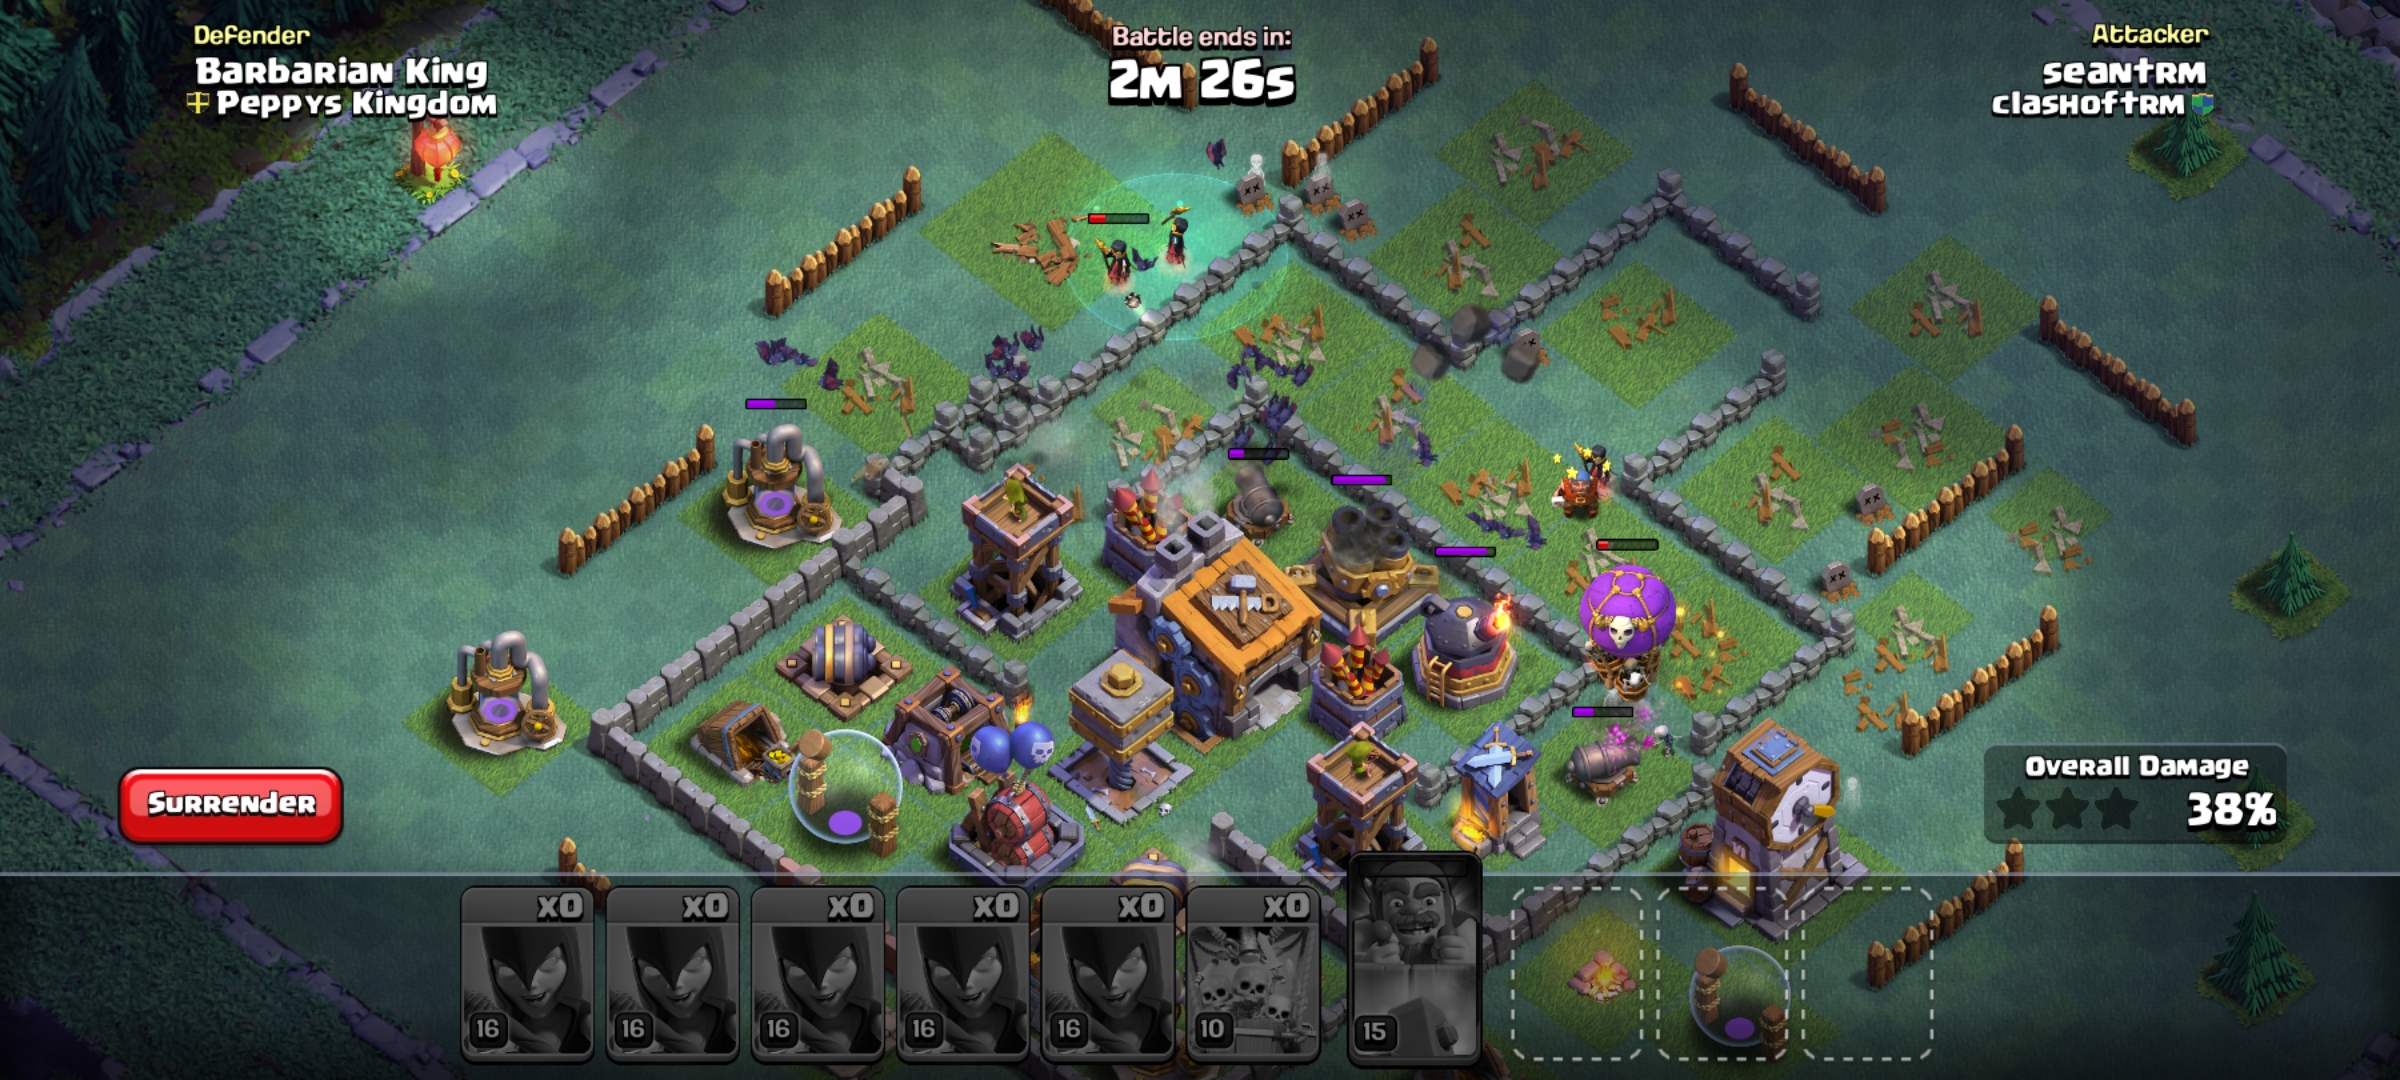 Defender
Barbarian King
Peppys Kingdom
Battle ends in:
2M 26s
Attacker
seantrm
clashoftrm
Surrender
Overall Damage
38%
x0
x0
x0
x0
x0
x0
16
16
16
16
16
10
15